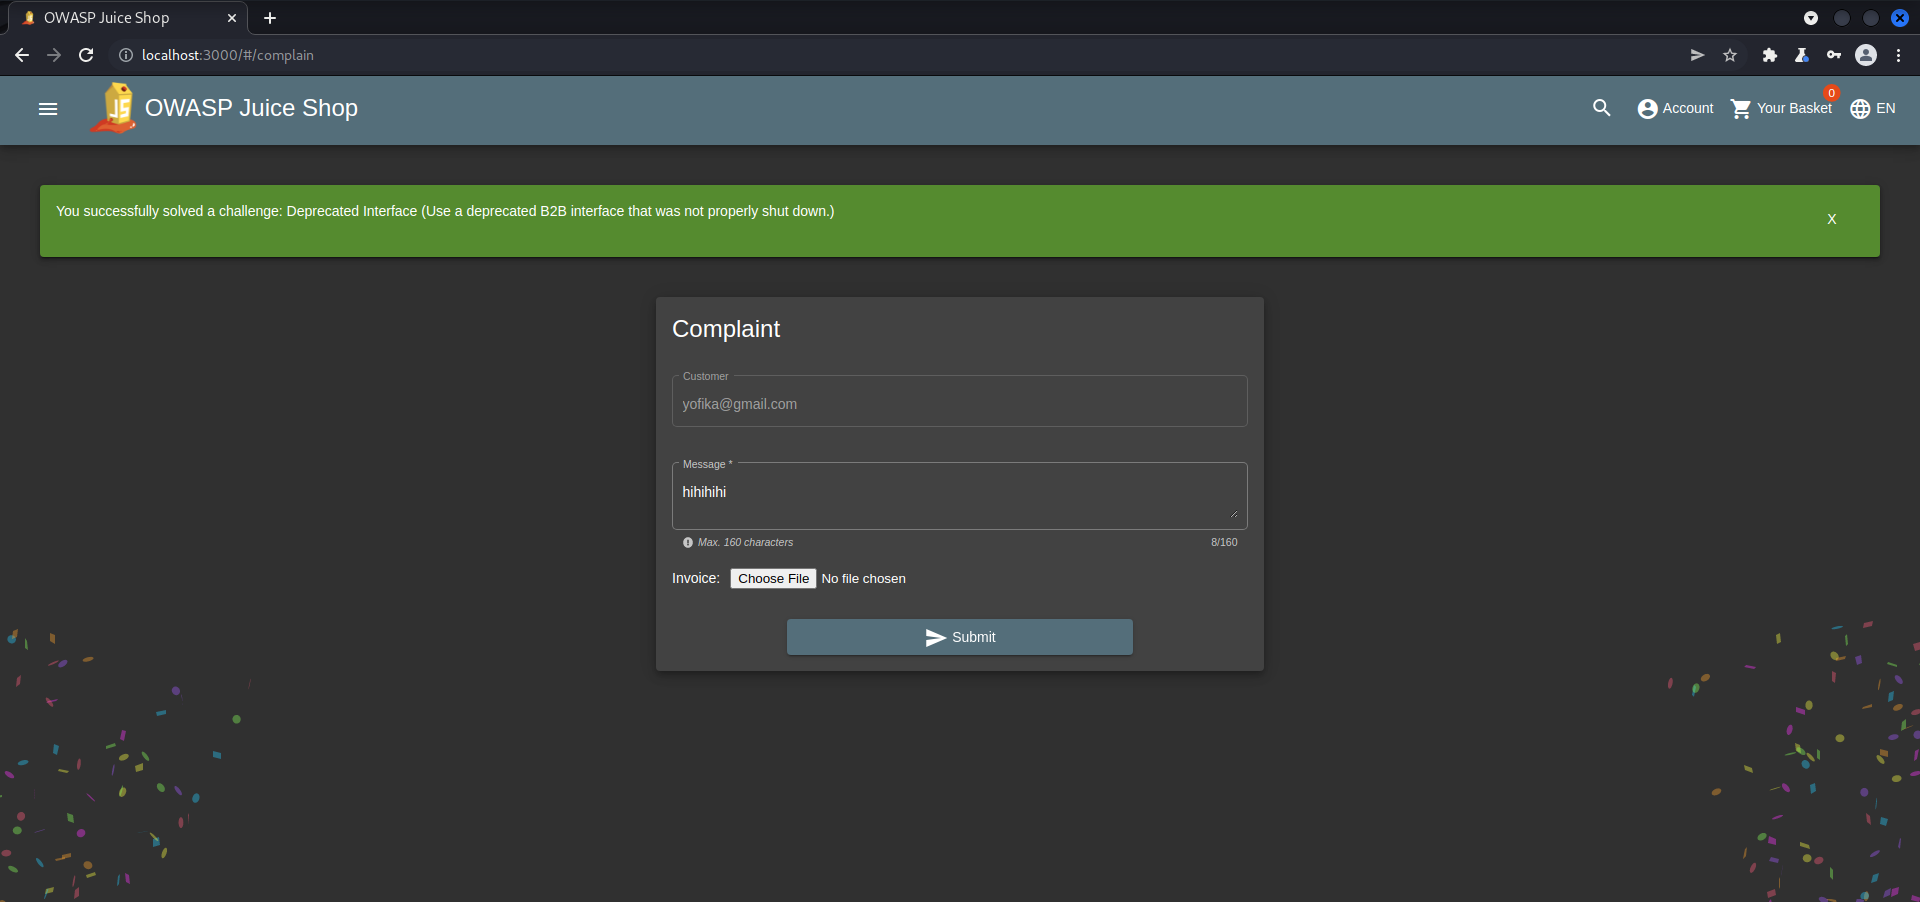 OWASP Juice Shop
localhost:3000/#/complain
OWASP Juice Shop
Account
0
Your Basket
EN
You successfully solved a challenge: Deprecated Interface (Use a deprecated B2B interface that was not properly shut down.)
X
Complaint
Customer
yofika@gmail.com
Message *
hihihihi
Max. 160 characters
8/160
Invoice: Choose File No file chosen
Submit